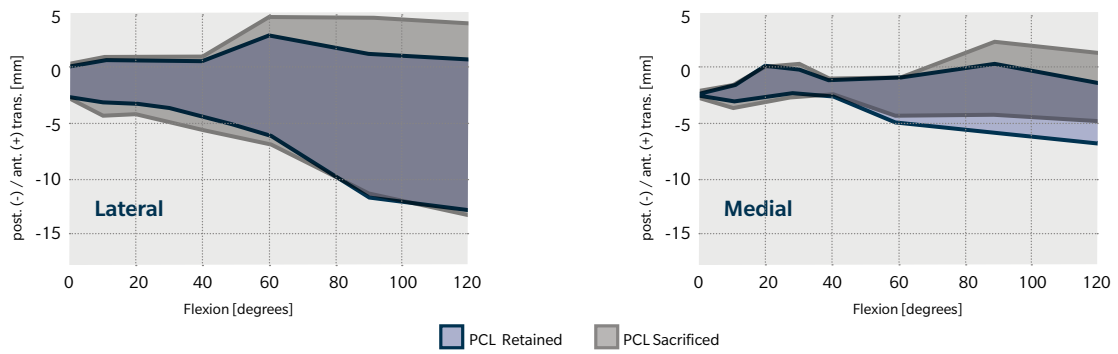 post. (-) / ant. (+) trans. [mm]
5
0
-5
-10
-15
Lateral
0 20 40 60 80 100 120
Flexion [degrees]
post. (-) / ant. (+) trans. [mm]
5
0
-5
-10
-15
Medial
0 20 40 60 80 100 120
Flexion [degrees]
PCL Retained PCL Sacrificed